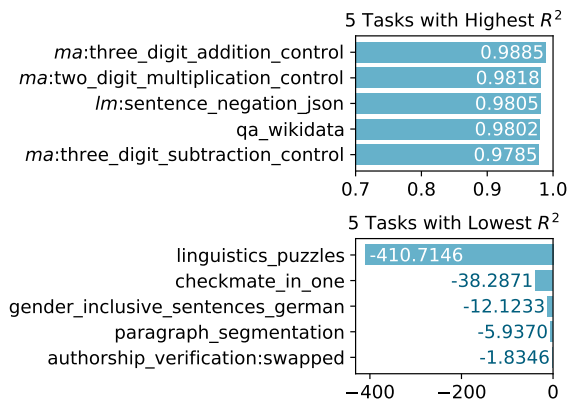 5 Tasks with Highest R²
ma:three_digit_addition_control 0.9885
ma:two_digit_multiplication_control 0.9818
lm:sentence_negation_json 0.9805
qa_wikidata 0.9802
ma:three_digit_subtraction_control 0.9785
0.7 0.8 0.9 1.0
5 Tasks with Lowest R²
linguistics_puzzles -410.7146
checkmate_in_one -38.2871
gender_inclusive_sentences_german -12.1233
paragraph_segmentation -5.9370
authorship_verification:swapped -1.8346
−400 −200 0